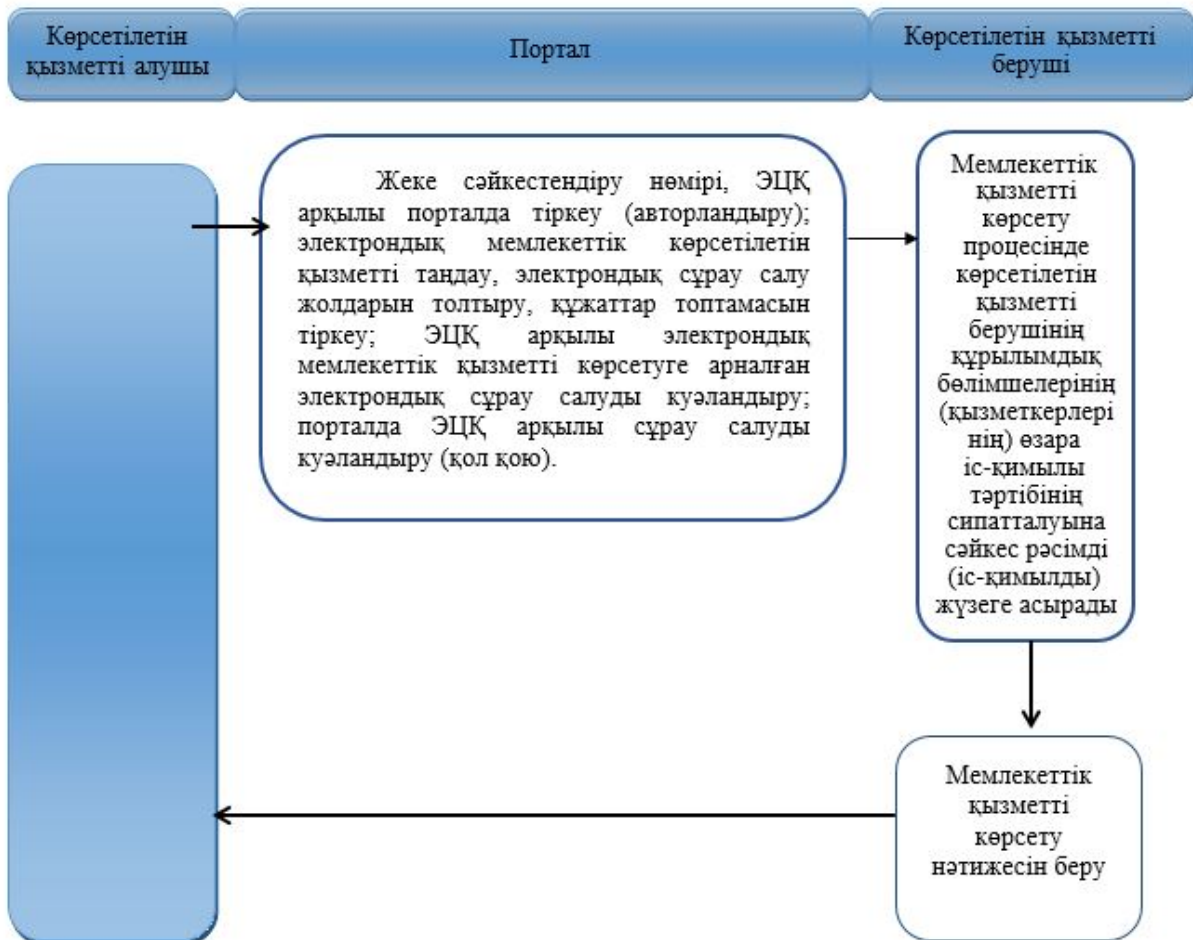 Көрсетілетін
қызметті алушы
Портал
Көрсетілетін қызметті
беруші
Жеке сәйкестендіру нөмірі, ЭЦҚ
арқылы порталда тіркеу (авторландыру);
электрондық мемлекеттік көрсетілетін
қызметті таңдау, электрондық сұрау салу
жолдарын толтыру, құжаттар топтамасын
тіркеу; ЭЦҚ арқылы электрондық
мемлекеттік қызметті көрсетуге арналған
электрондық сұрау салуды куәландыру;
порталда ЭЦҚ арқылы сұрау салуды
куәландыру (қол қою).
Мемлекеттік
қызметті
көрсету
процесінде
көрсетілетін
қызметті
берушінің
құрылымдық
бөлімшелерінің
(қызметкерлері
нің) өзара
іс-қимылы
тәртібінің
сипатталуына
сәйкес рәсімді
(іс-қимылды)
жүзеге асырады
Мемлекеттік
қызметті
көрсету
нәтижесін беру